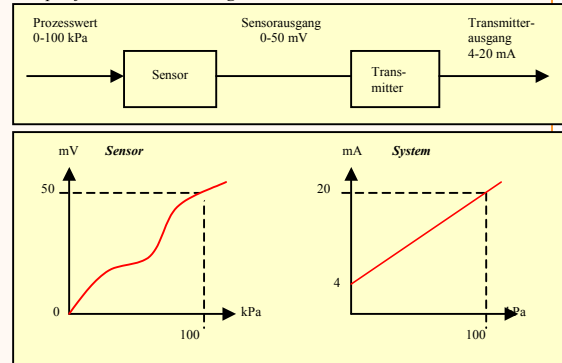 Prozesswert
0-100 kPa
Sensorausgang
0-50 mV
Transmitter-
ausgang
4-20 mA
Sensor
Trans-
mitter
mV Sensor
50
0
kPa
100
mA System
20
4
kPa
100